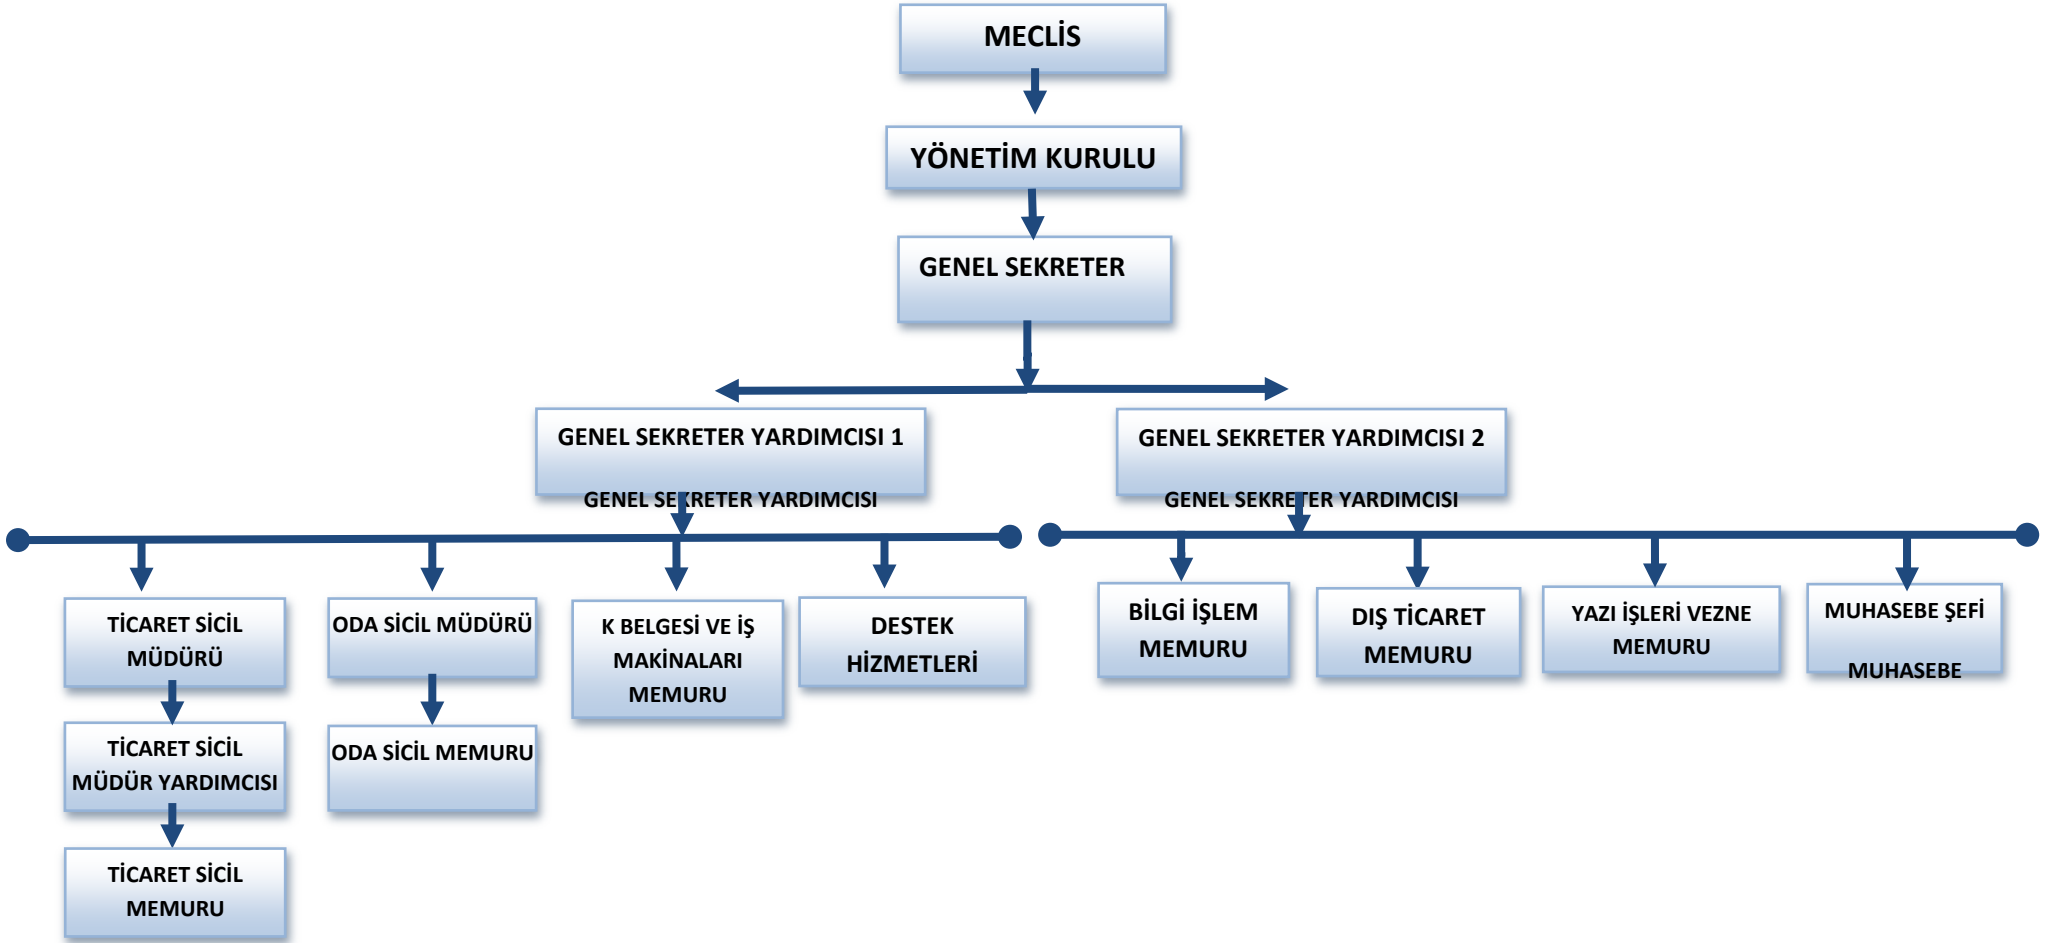 MECLİS
YÖNETİM KURULU
GENEL SEKRETER
GENEL SEKRETER YARDIMCISI 1
GENEL SEKRETER YARDIMCISI
GENEL SEKRETER YARDIMCISI 2
GENEL SEKRETER YARDIMCISI
TİCARET SİCİL
MÜDÜRÜ
ODA SİCİL MÜDÜRÜ
K BELGESİ VE İŞ
MAKİNALARI
MEMURU
DESTEK
HİZMETLERİ
BİLGİ İŞLEM
MEMURU
DIŞ TİCARET
MEMURU
YAZI İŞLERİ VEZNE
MEMURU
MUHASEBE ŞEFİ
MUHASEBE
TİCARET SİCİL
MÜDÜR YARDIMCISI
ODA SİCİL MEMURU
TİCARET SİCİL
MEMURU